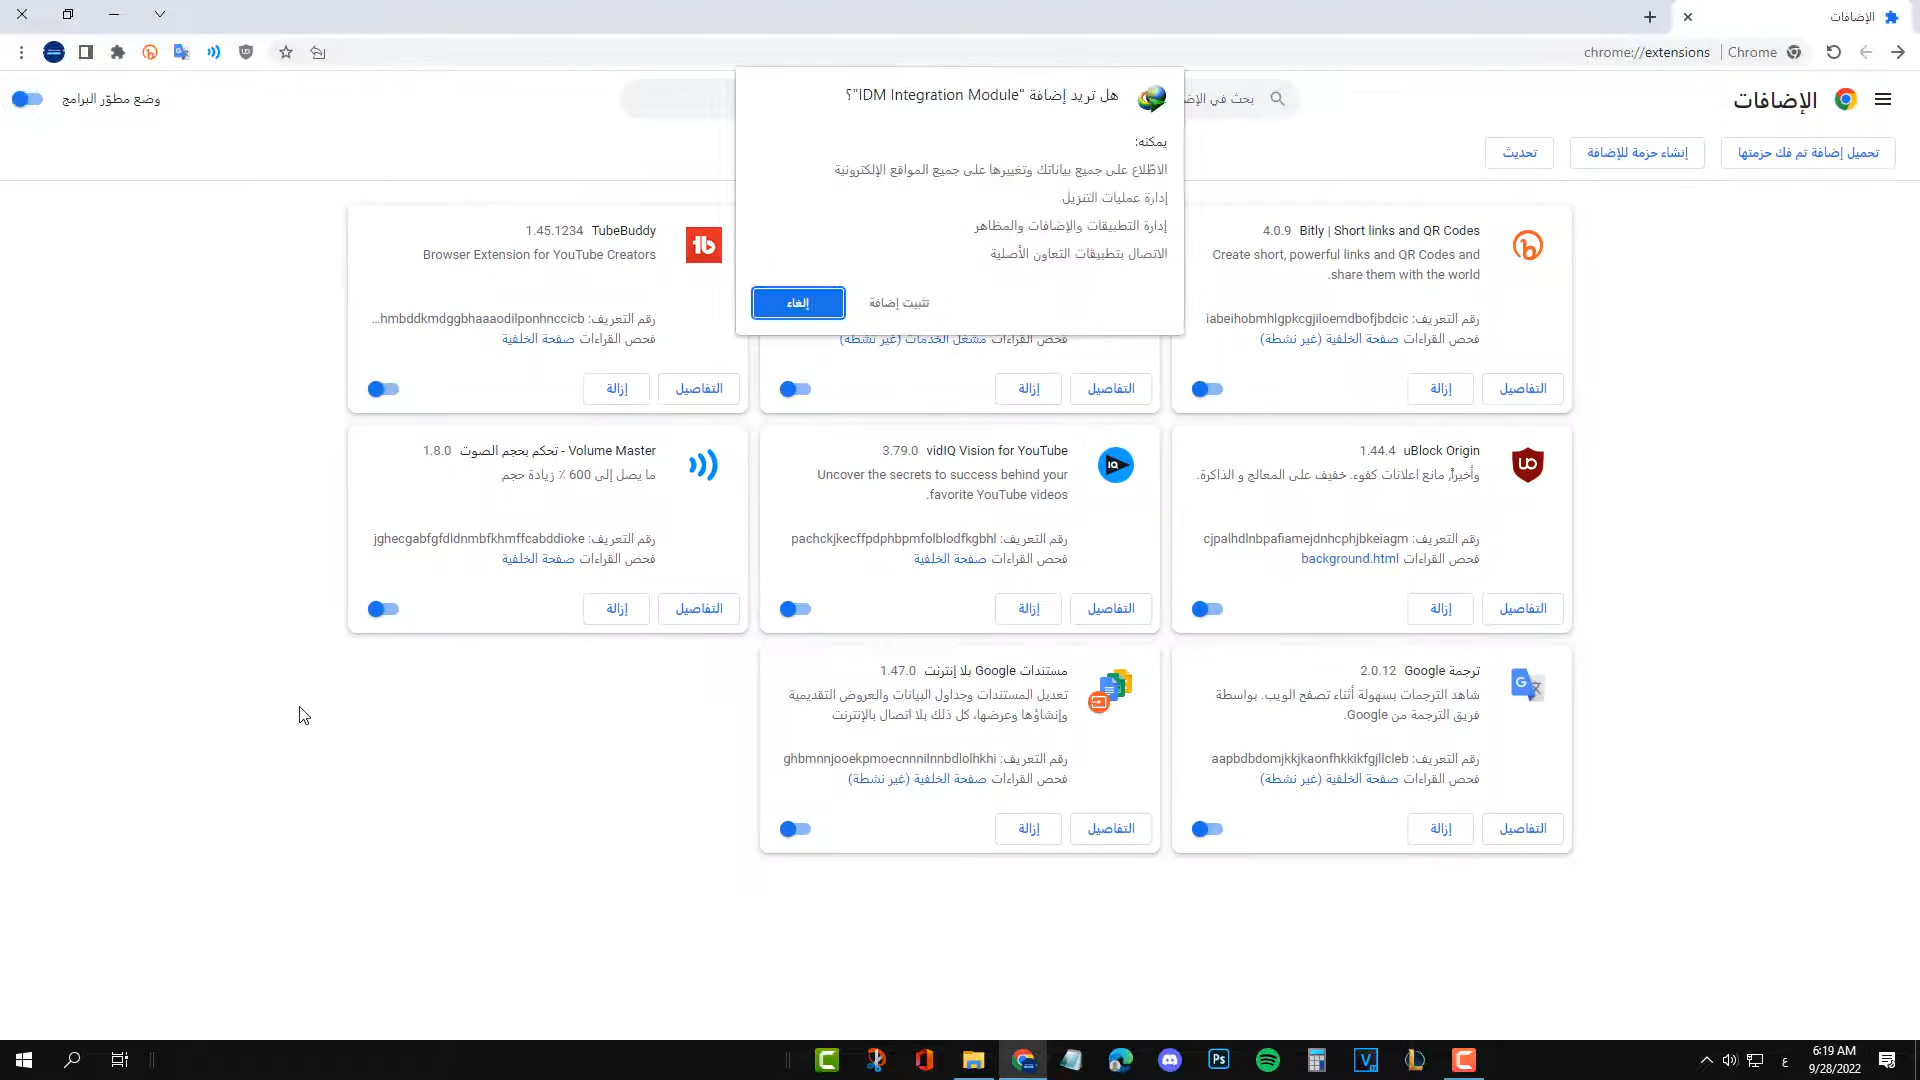 الإضافات
chrome://extensions
Chrome
الإضافات
بحث في الإض
وضع مطوّر البرامج
تحميل إضافة تم فك حزمتها
إنشاء حزمة للإضافة
تحديث
هل تريد إضافة "IDM Integration Module"؟
يمكنه:
الاطّلاع على جميع بياناتك وتغييرها على جميع المواقع الإلكترونية
إدارة عمليات التنزيل
إدارة التطبيقات والإضافات والمظاهر
الاتصال بتطبيقات التعاون الأصلية
تثبيت إضافة
إلغاء
Bitly | Short links and QR Codes 4.0.9
Create short, powerful links and QR Codes and
share them with the world.
رقم التعريف: iabeihobmhlgpkcgjiloemdbofjbdcic
فحص القراءات صفحة الخلفية (غير نشطة)
التفاصيل
إزالة
فحص القراءات مشغّل الخدمات (غير نشطة)
التفاصيل
إزالة
TubeBuddy 1.45.1234
Browser Extension for YouTube Creators
رقم التعريف: hmbddkmdggbhaaaodilponhnccicb...
فحص القراءات صفحة الخلفية
التفاصيل
إزالة
uBlock Origin 1.44.4
وأخيراً, مانع اعلانات كفوء. خفيف على المعالج و الذاكرة.
رقم التعريف: cjpalhdlnbpafiamejdnhcphjbkeiagm
فحص القراءات background.html
التفاصيل
إزالة
vidIQ Vision for YouTube 3.79.0
Uncover the secrets to success behind your
favorite YouTube videos.
رقم التعريف: pachckjkecffpdphbpmfolblodfkgbhl
فحص القراءات صفحة الخلفية
التفاصيل
إزالة
Volume Master - تحكم بحجم الصوت 1.8.0
ما يصل إلى 600 ٪ زيادة حجم
رقم التعريف: jghecgabfgfdldnmbfkhmffcabddioke
فحص القراءات صفحة الخلفية
التفاصيل
إزالة
ترجمة Google 2.0.12
شاهد الترجمات بسهولة أثناء تصفح الويب. بواسطة
فريق الترجمة من Google.
رقم التعريف: aapbdbdomjkkjkaonfhkkikfgjllcleb
فحص القراءات صفحة الخلفية (غير نشطة)
التفاصيل
إزالة
مستندات Google بلا إنترنت 1.47.0
تعديل المستندات وجداول البيانات والعروض التقديمية
وإنشاؤها وعرضها، كل ذلك بلا اتصال بالإنترنت
رقم التعريف: ghbmnnjooekpmoecnnnilnnbdlolhkhi
فحص القراءات صفحة الخلفية (غير نشطة)
التفاصيل
إزالة
ع
6:19 AM
9/28/2022